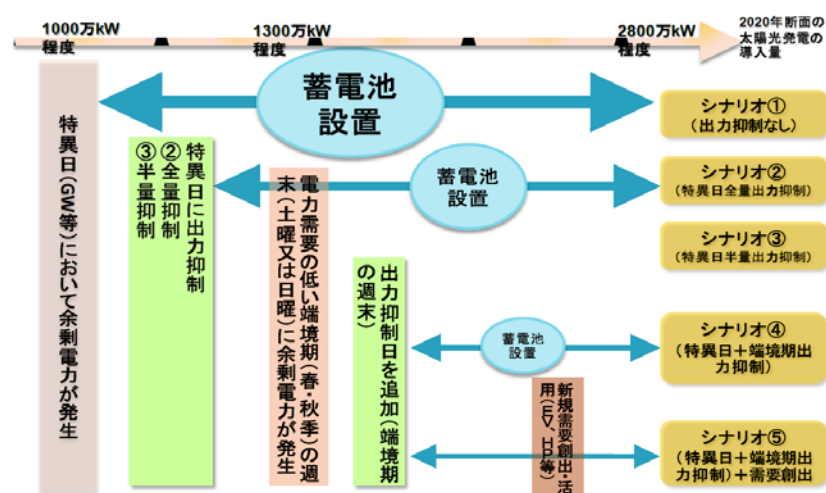 1000万kW
程度
1300万kW
程度
2800万kW
程度
2020年断面の
太陽光発電の
導入量
特異日(GW等)において余剰電力が発生
特異日に出力抑制
②全量抑制
③半量抑制
電力需要の低い端境期(春・秋季)の週
末(土曜又は日曜)に余剰電力が発生
出力抑制日を追加(端境期
の週末)
新規需要創出・活
用(EV、HP等)
蓄電池
設置
蓄電池
設置
蓄電池
設置
シナリオ①
(出力抑制なし)
シナリオ②
(特異日全量出力抑制)
シナリオ③
(特異日半量出力抑制)
シナリオ④
(特異日+端境期出
力抑制)
シナリオ⑤
(特異日+端境期出
力抑制)+需要創出